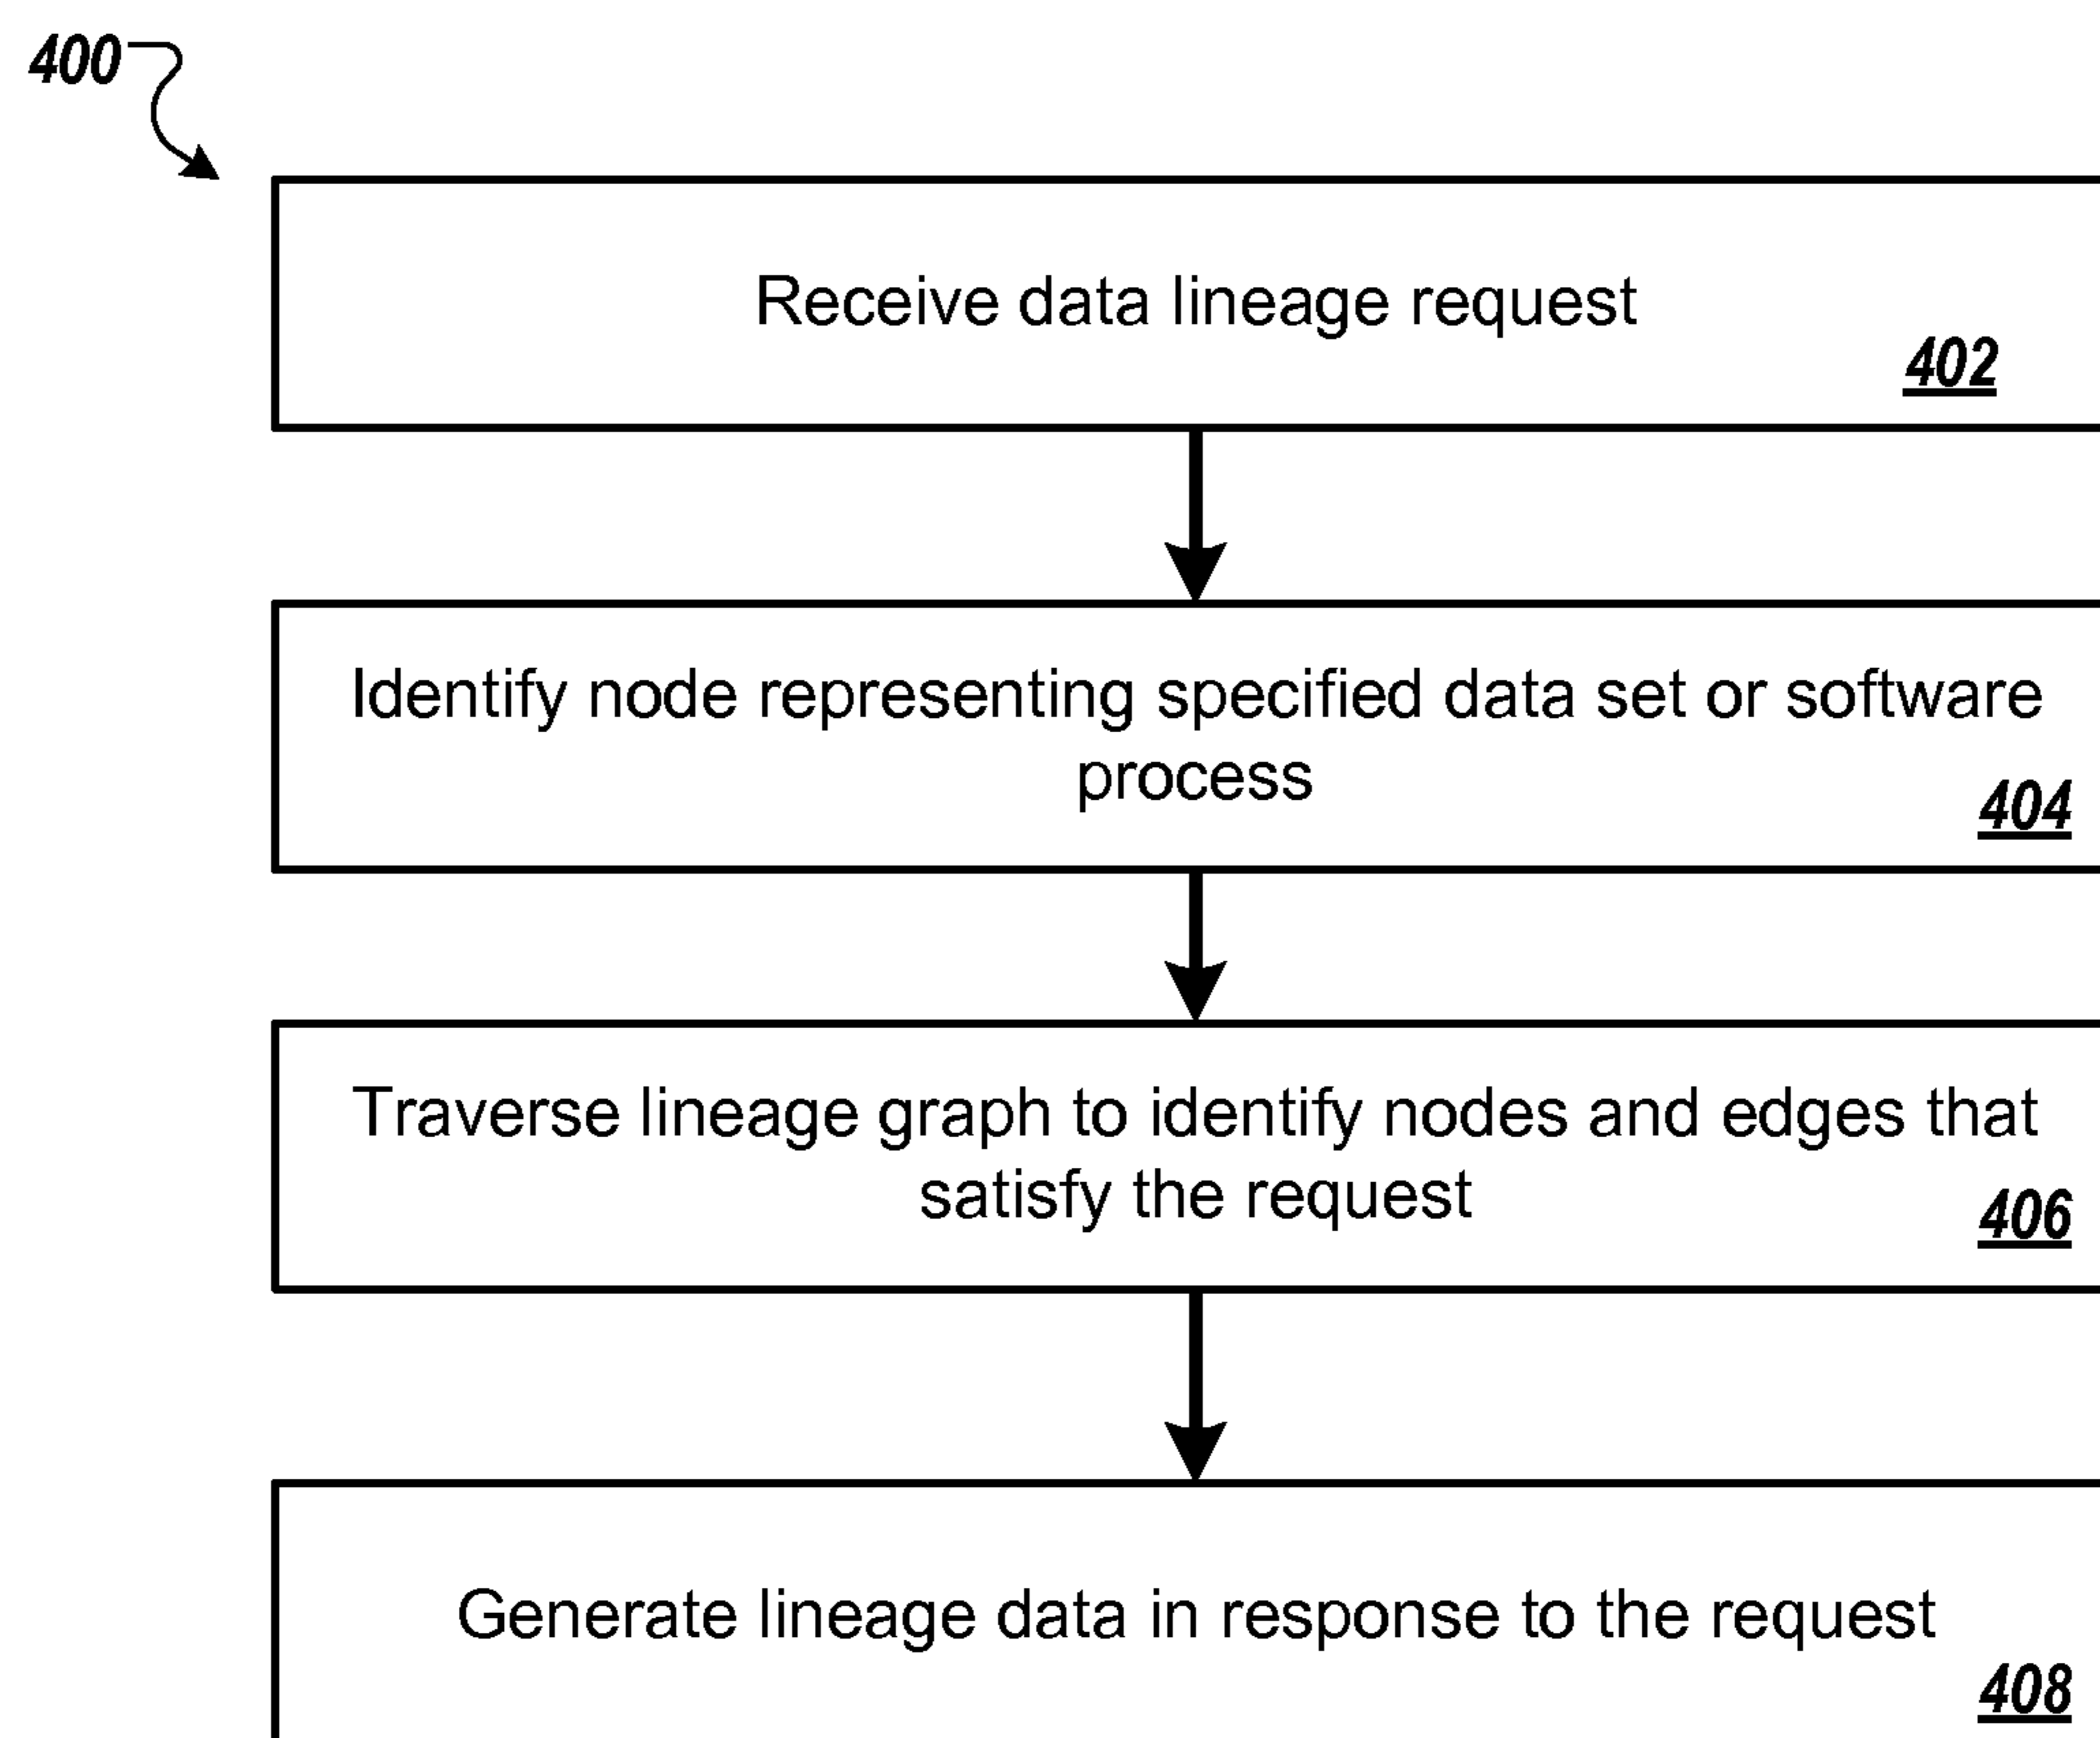 400
Receive data lineage request
402
Identify node representing specified data set or software
process
404
Traverse lineage graph to identify nodes and edges that
satisfy the request
406
Generate lineage data in response to the request
408